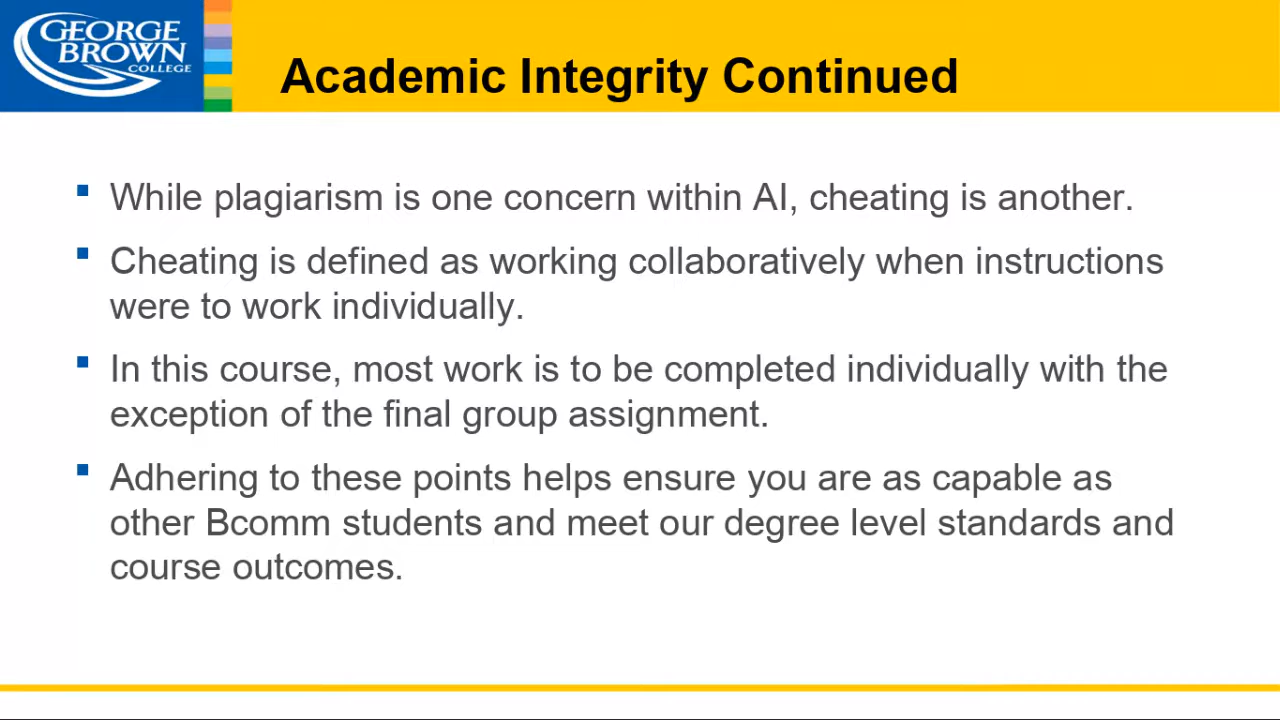 GEORGE
BROWN
COLLEGE
Academic Integrity Continued
While plagiarism is one concern within AI, cheating is another.
Cheating is defined as working collaboratively when instructions
were to work individually.
In this course, most work is to be completed individually with the
exception of the final group assignment.
Adhering to these points helps ensure you are as capable as
other Bcomm students and meet our degree level standards and
course outcomes.